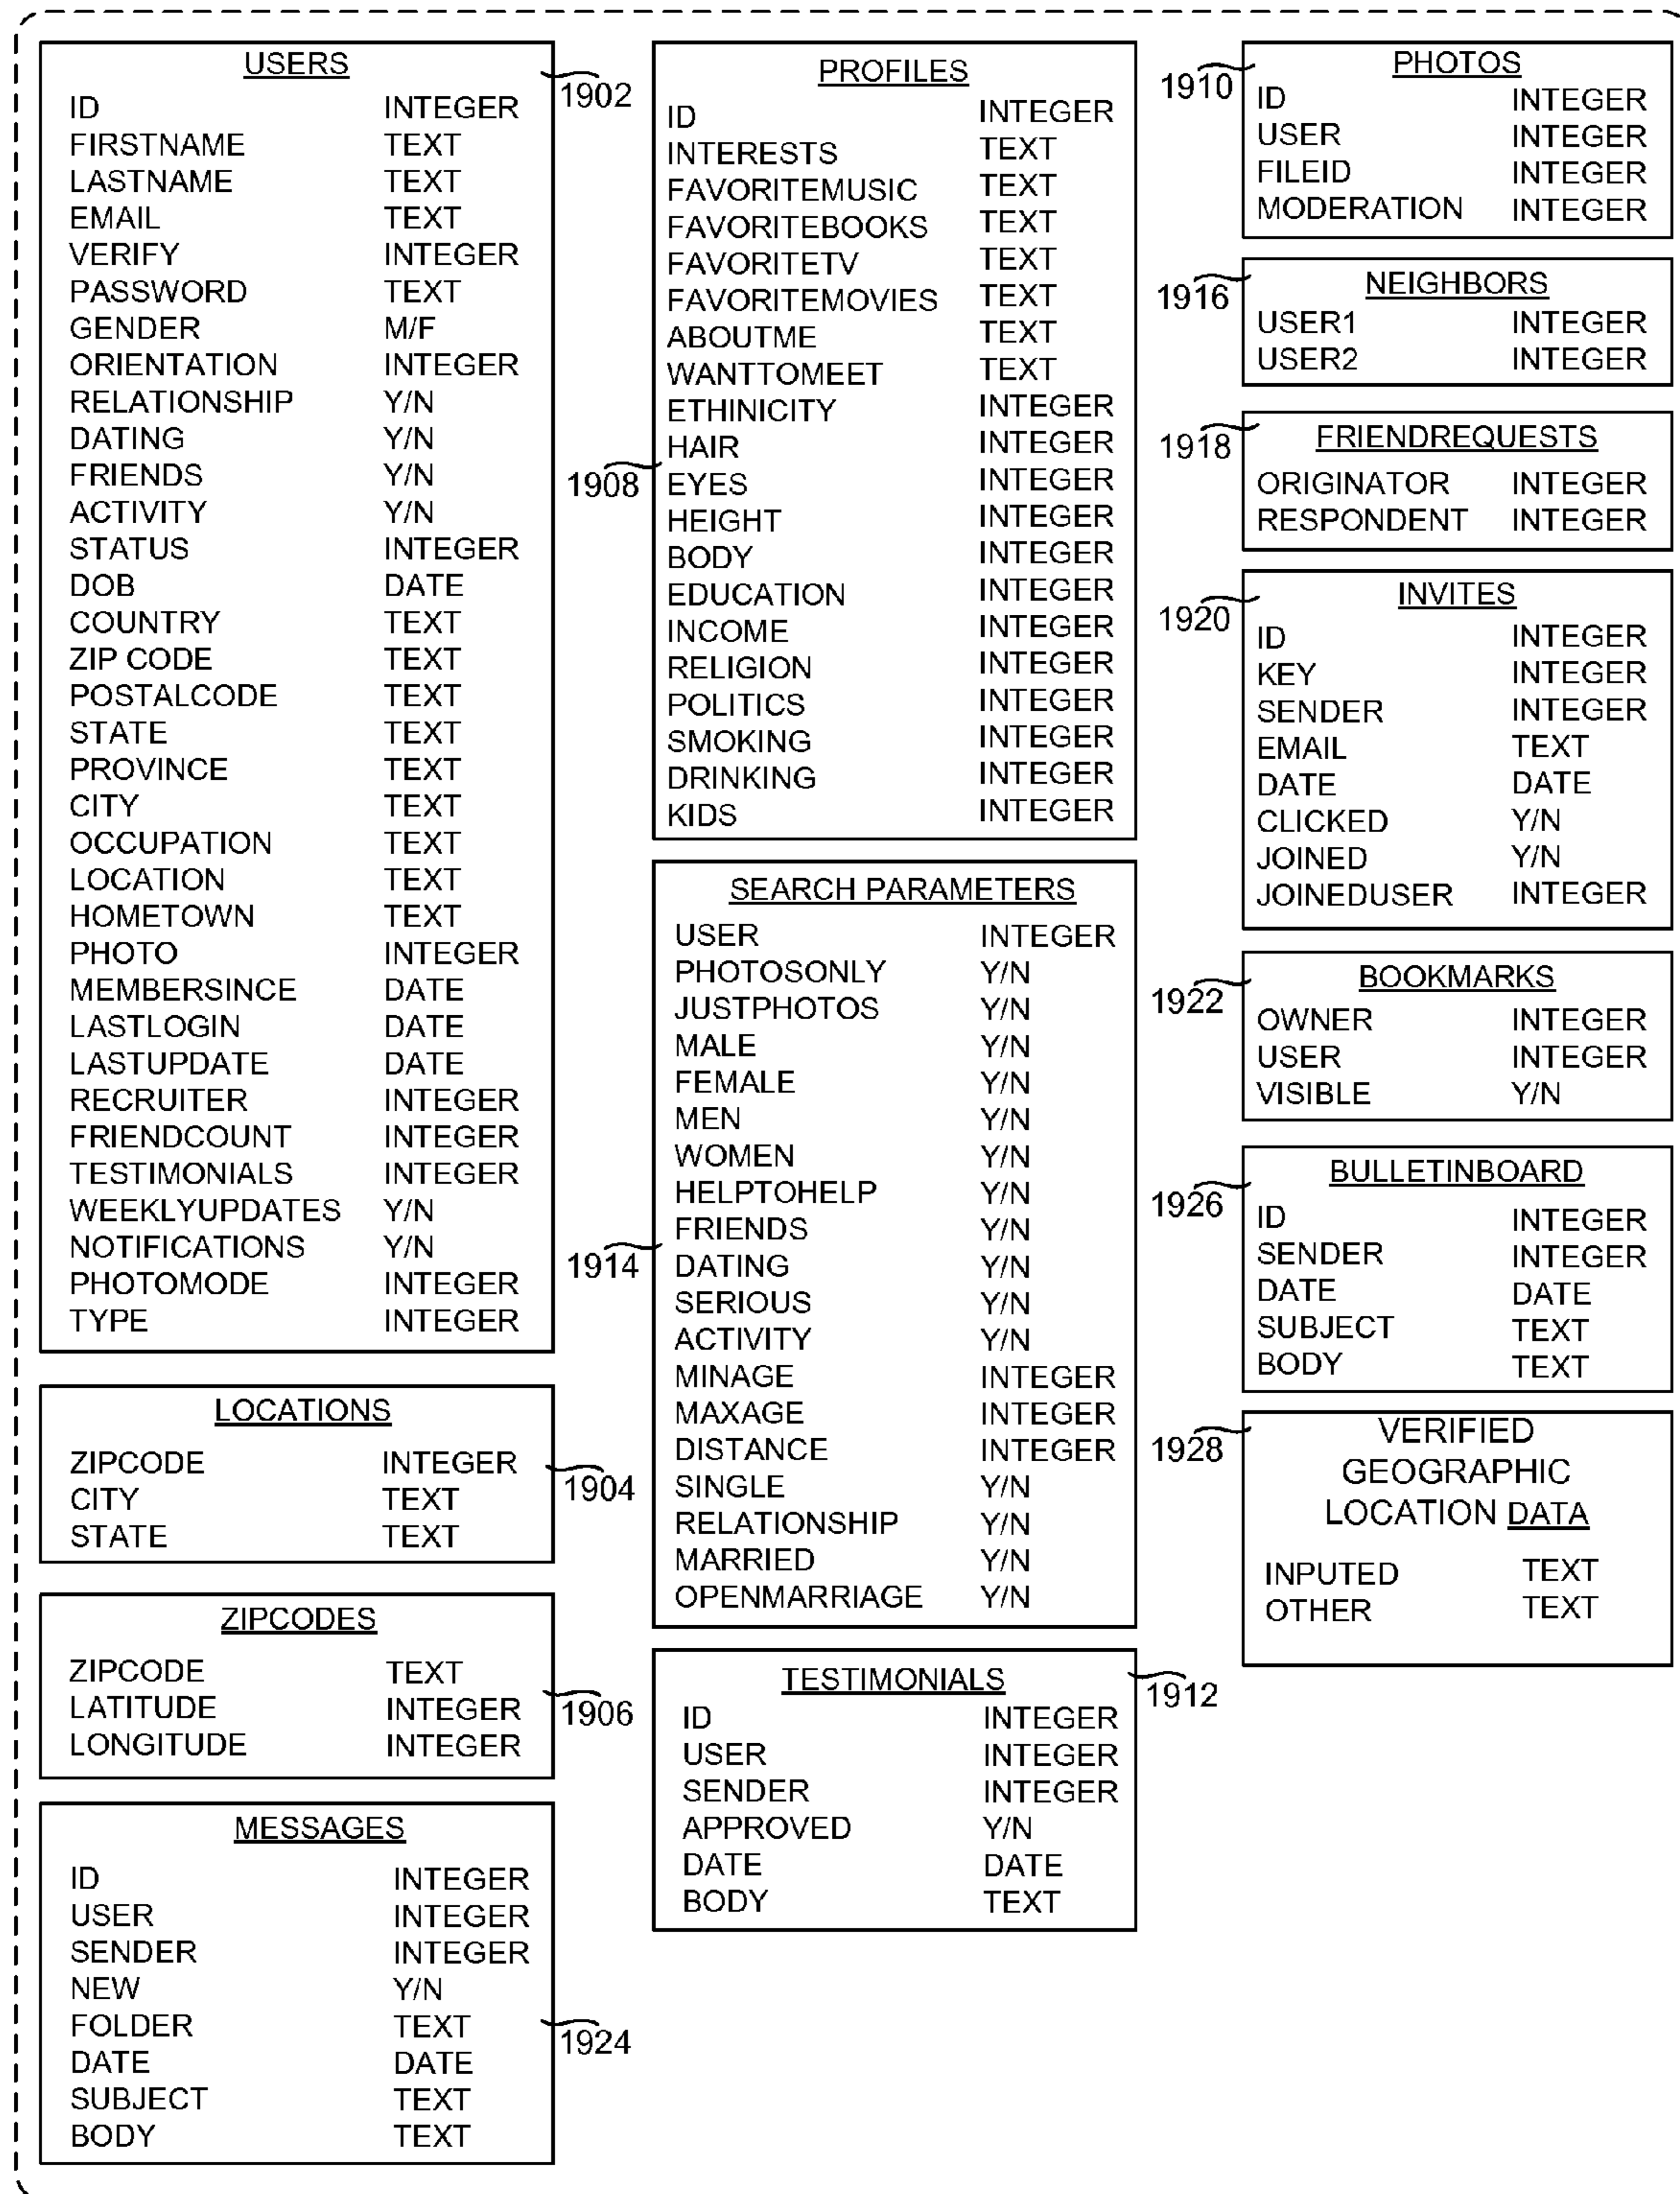 USERS
ID INTEGER
FIRSTNAME TEXT
LASTNAME TEXT
EMAIL TEXT
VERIFY INTEGER
PASSWORD TEXT
GENDER M/F
ORIENTATION INTEGER
RELATIONSHIP Y/N
DATING Y/N
FRIENDS Y/N
ACTIVITY Y/N
STATUS INTEGER
DOB DATE
COUNTRY TEXT
ZIP CODE TEXT
POSTALCODE TEXT
STATE TEXT
PROVINCE TEXT
CITY TEXT
OCCUPATION TEXT
LOCATION TEXT
HOMETOWN TEXT
PHOTO INTEGER
MEMBERSINCE DATE
LASTLOGIN DATE
LASTUPDATE DATE
RECRUITER INTEGER
FRIENDCOUNT INTEGER
TESTIMONIALS INTEGER
WEEKLYUPDATES Y/N
NOTIFICATIONS Y/N
PHOTOMODE INTEGER
TYPE INTEGER
1902
LOCATIONS
ZIPCODE INTEGER
CITY TEXT
STATE TEXT
1904
ZIPCODES
ZIPCODE TEXT
LATITUDE INTEGER
LONGITUDE INTEGER
1906
MESSAGES
ID INTEGER
USER INTEGER
SENDER INTEGER
NEW Y/N
FOLDER TEXT
DATE DATE
SUBJECT TEXT
BODY TEXT
1924
PROFILES
ID INTEGER
INTERESTS TEXT
FAVORITEMUSIC TEXT
FAVORITEBOOKS TEXT
FAVORITETV TEXT
FAVORITEMOVIES TEXT
ABOUTME TEXT
WANTTOMEET TEXT
ETHINICITY INTEGER
HAIR INTEGER
EYES INTEGER
HEIGHT INTEGER
BODY INTEGER
EDUCATION INTEGER
INCOME INTEGER
RELIGION INTEGER
POLITICS INTEGER
SMOKING INTEGER
DRINKING INTEGER
KIDS INTEGER
1908
SEARCH PARAMETERS
USER INTEGER
PHOTOSONLY Y/N
JUSTPHOTOS Y/N
MALE Y/N
FEMALE Y/N
MEN Y/N
WOMEN Y/N
HELPTOHELP Y/N
FRIENDS Y/N
DATING Y/N
SERIOUS Y/N
ACTIVITY Y/N
MINAGE INTEGER
MAXAGE INTEGER
DISTANCE INTEGER
SINGLE Y/N
RELATIONSHIP Y/N
MARRIED Y/N
OPENMARRIAGE Y/N
1914
TESTIMONIALS
ID INTEGER
USER INTEGER
SENDER INTEGER
APPROVED Y/N
DATE DATE
BODY TEXT
1912
PHOTOS
ID INTEGER
USER INTEGER
FILEID INTEGER
MODERATION INTEGER
1910
NEIGHBORS
USER1 INTEGER
USER2 INTEGER
1916
FRIENDREQUESTS
ORIGINATOR INTEGER
RESPONDENT INTEGER
1918
INVITES
ID INTEGER
KEY INTEGER
SENDER INTEGER
EMAIL TEXT
DATE DATE
CLICKED Y/N
JOINED Y/N
JOINEDUSER INTEGER
1920
BOOKMARKS
OWNER INTEGER
USER INTEGER
VISIBLE Y/N
1922
BULLETINBOARD
ID INTEGER
SENDER INTEGER
DATE DATE
SUBJECT TEXT
BODY TEXT
1926
VERIFIED
GEOGRAPHIC
LOCATION DATA
INPUTED TEXT
OTHER TEXT
1928